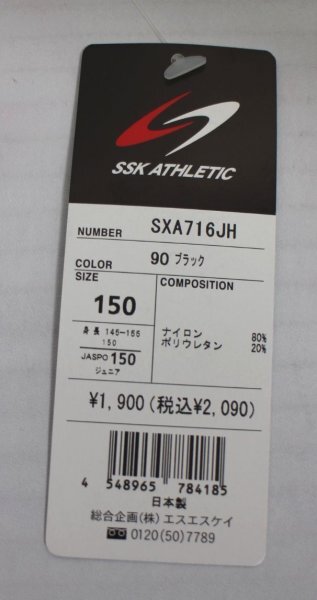 SSK ATHLETIC
NUMBER SXA716JH
COLOR 90 ブラック
SIZE COMPOSITION
150
身長 145-155
150
JASPO 150
ジュニア
ナイロン 80%
ポリウレタン 20%
¥1,900(税込¥2,090)
4 548965 784185
日本製
総合企画(株)エスエスケイ
0120(50)7789